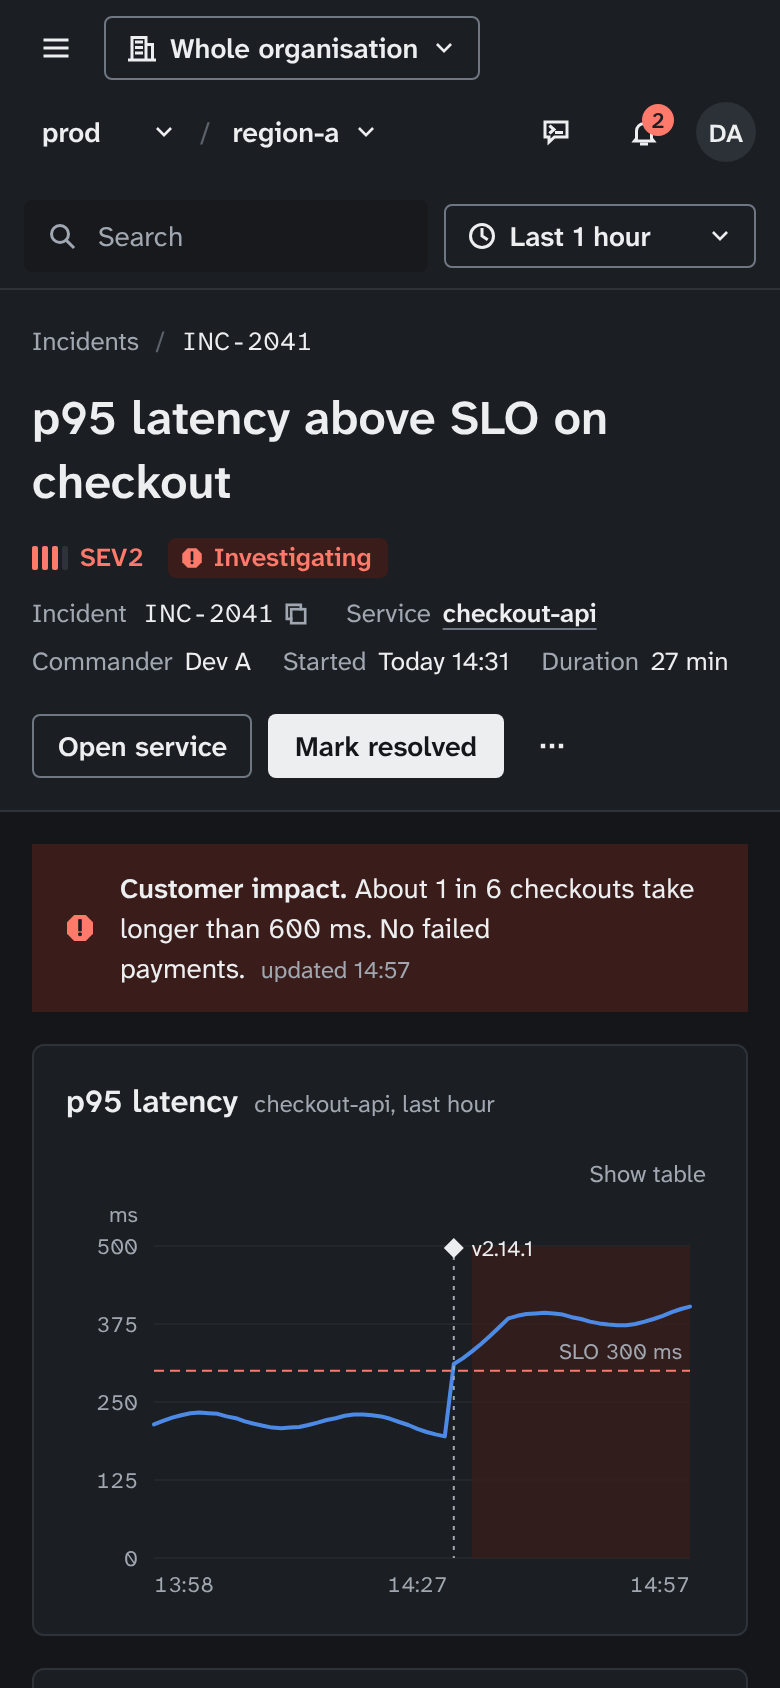 Whole organisation
prod / region-a 2 DA
Search Last 1 hour
Incidents / INC-2041
p95 latency above SLO on
checkout
SEV2 Investigating
Incident INC-2041 Service checkout-api
Commander Dev A Started Today 14:31 Duration 27 min
Open service Mark resolved ...
Customer impact. About 1 in 6 checkouts take
longer than 600 ms. No failed
payments. updated 14:57
p95 latency checkout-api, last hour
Show table
ms
500
v2.14.1
375
SLO 300 ms
250
125
0
13:58 14:27 14:57